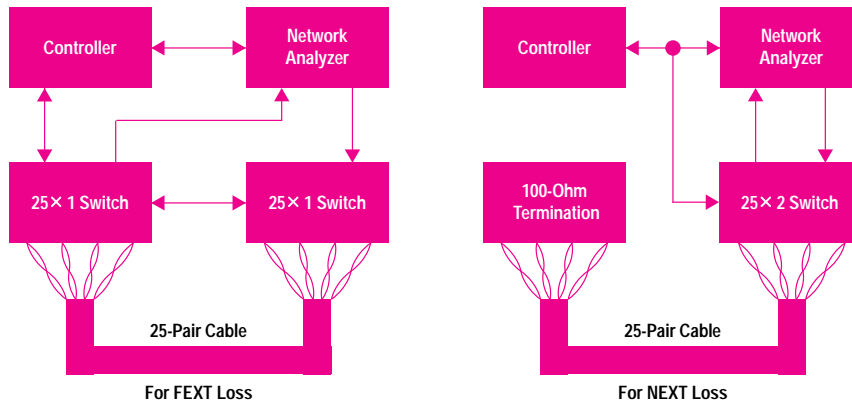 Controller
Network
Analyzer
25× 1 Switch
25× 1 Switch
25-Pair Cable
For FEXT Loss
Controller
Network
Analyzer
100-Ohm
Termination
25× 2 Switch
25-Pair Cable
For NEXT Loss